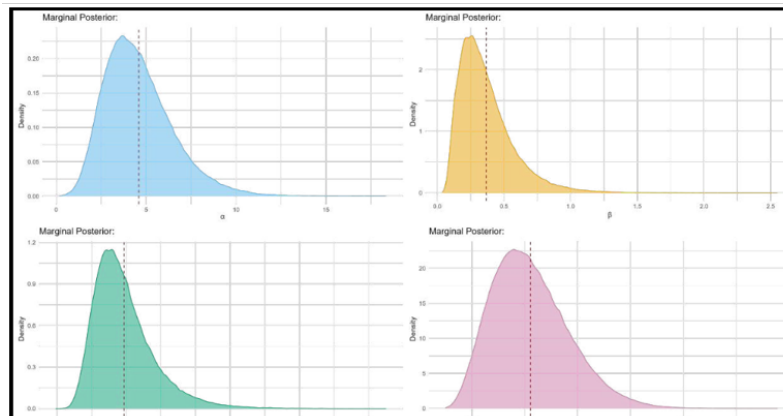 Marginal Posterior:
Density
0.20
0.15
0.10
0.05
0.00
0
5
10
15
α
Marginal Posterior:
Density
2
1
0
0.0
0.5
1.0
1.5
2.0
2.5
β
Marginal Posterior:
Density
1.2
0.9
0.6
0.3
0.0
Marginal Posterior:
Density
20
15
10
5
0